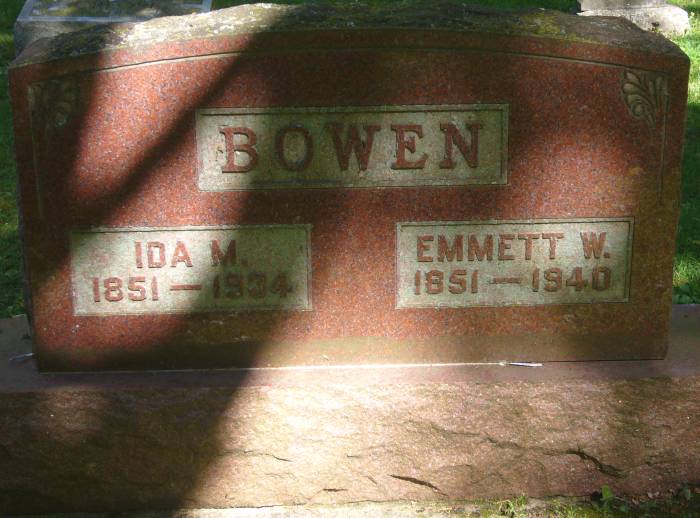 BOWEN
IDA M.
1851 — 1934
EMMETT W.
1851 — 1940